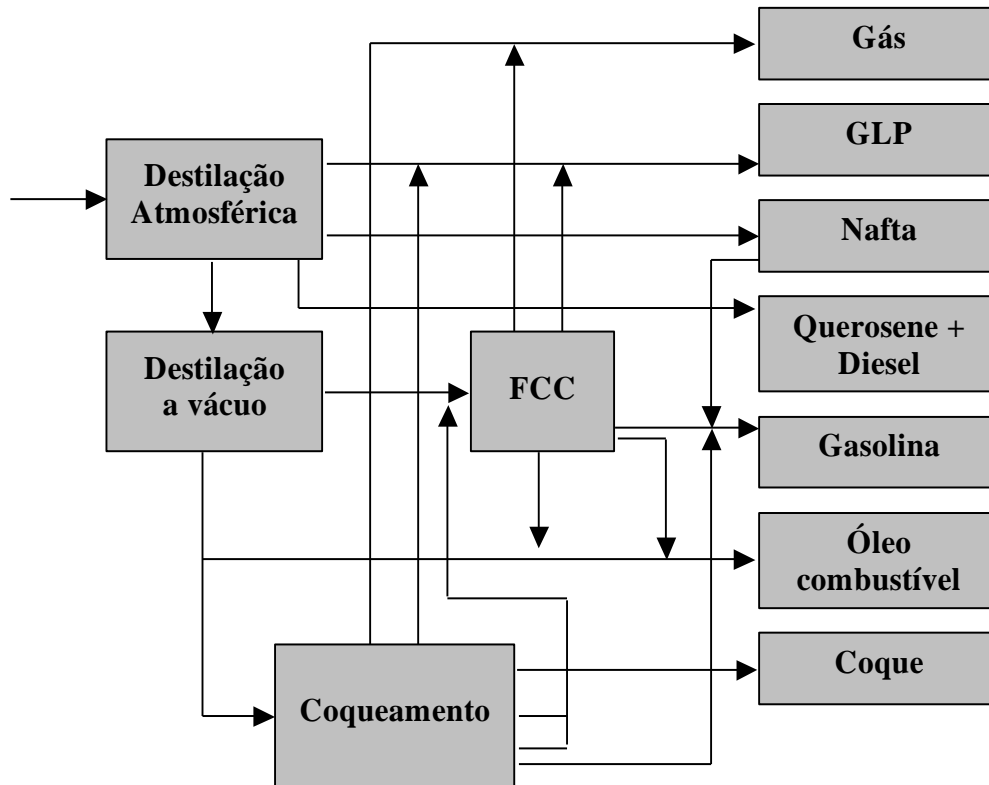 Gás
GLP
Destilação
Atmosférica
Nafta
Querosene +
Diesel
Destilação
a vácuo
FCC
Gasolina
Óleo
combustível
Coque
Coqueamento